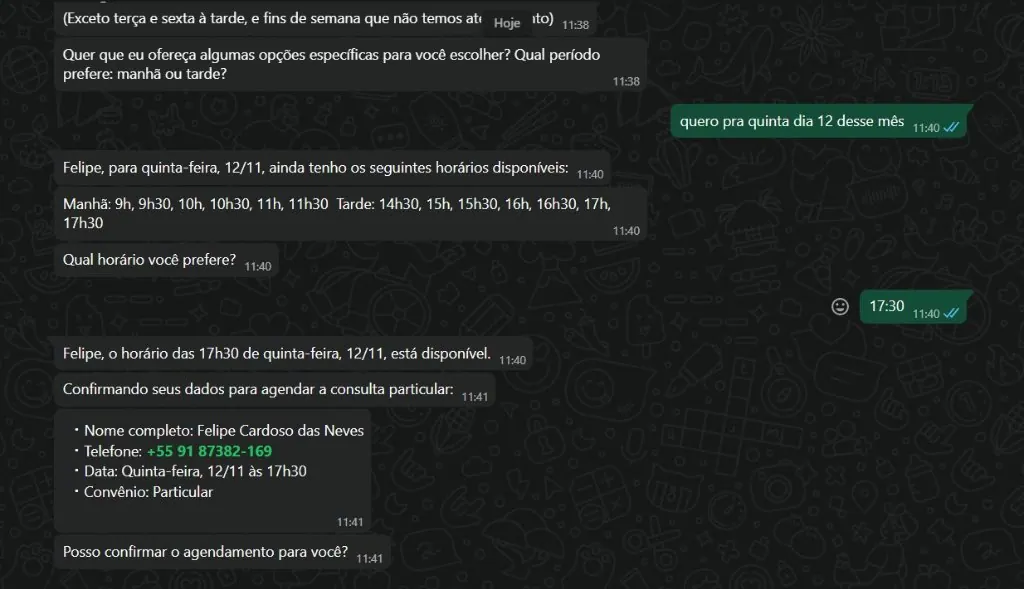 (Exceto terça e sexta à tarde, e fins de semana que não temos ate to) 11:38
Hoje
Quer que eu ofereça algumas opções específicas para você escolher? Qual período
prefere: manhã ou tarde?
11:38
quero pra quinta dia 12 desse mês 11:40
Felipe, para quinta-feira, 12/11, ainda tenho os seguintes horários disponíveis: 11:40
Manhã: 9h, 9h30, 10h, 10h30, 11h, 11h30 Tarde: 14h30, 15h, 15h30, 16h, 16h30, 17h,
17h30
11:40
Qual horário você prefere? 11:40
17:30 11:40
Felipe, o horário das 17h30 de quinta-feira, 12/11, está disponível. 11:40
Confirmando seus dados para agendar a consulta particular: 11:41
· Nome completo: Felipe Cardoso das Neves
· Telefone: +55 91 87382-169
· Data: Quinta-feira, 12/11 às 17h30
· Convênio: Particular
11:41
Posso confirmar o agendamento para você? 11:41